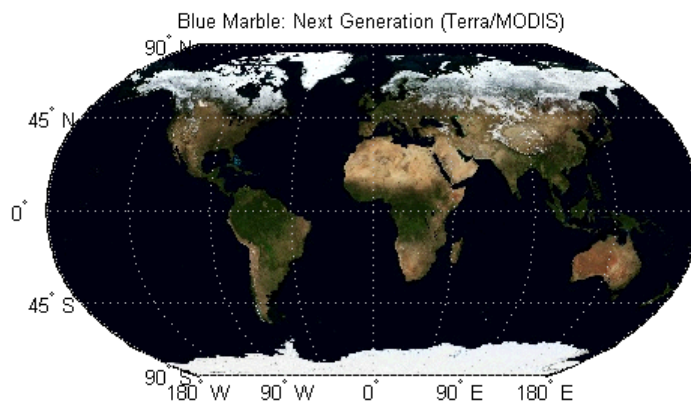 Blue Marble: Next Generation (Terra/MODIS)
90° N
45° N
0°
45° S
90° S
180° W 90° W 0° 90° E 180° E